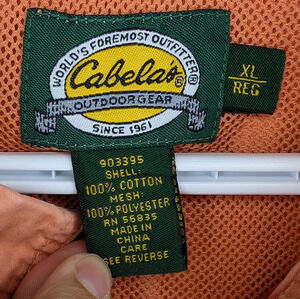 WORLD'S FOREMOST OUTFITTER®
Cabela's®
OUTDOOR GEAR
SINCE 1961
XL
REG
903395
SHELL:
100% COTTON
MESH:
100% POLYESTER
RN 56835
MADE IN
CHINA
CARE
SEE REVERSE